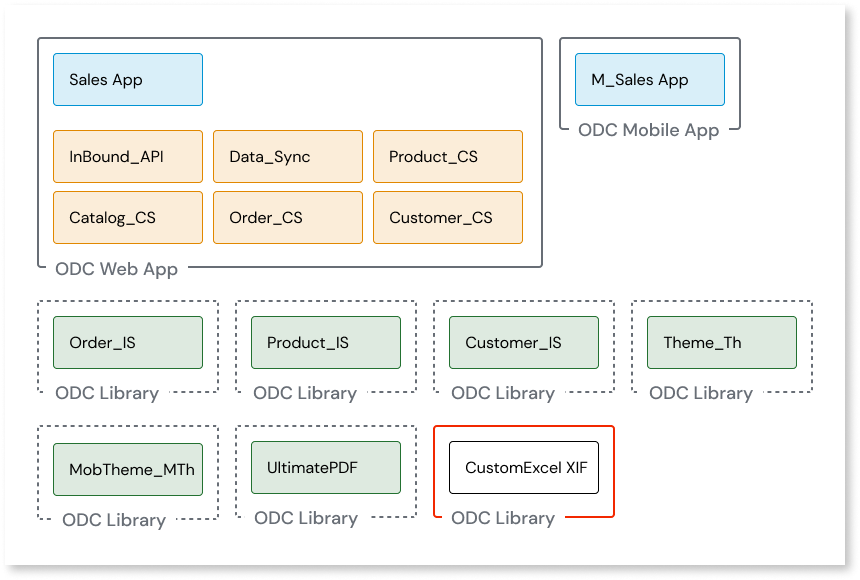 Sales App
M_Sales App
ODC Mobile App
InBound_API
Data_Sync
Product_CS
Catalog_CS
Order_CS
Customer_CS
ODC Web App
Order_IS
Product_IS
Customer_IS
Theme_Th
ODC Library
ODC Library
ODC Library
ODC Library
MobTheme_MTh
UltimatePDF
CustomExcel XIF
ODC Library
ODC Library
ODC Library